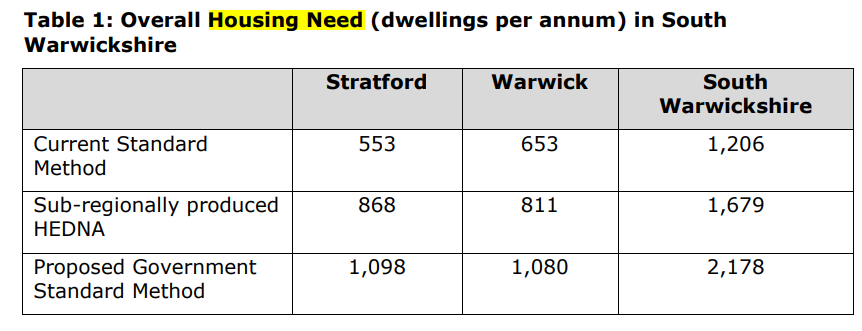 Table 1: Overall Housing Need (dwellings per annum) in South
Warwickshire
Stratford Warwick South
Warwickshire
Current Standard
Method 553 653 1,206
Sub-regionally produced
HEDNA 868 811 1,679
Proposed Government
Standard Method 1,098 1,080 2,178